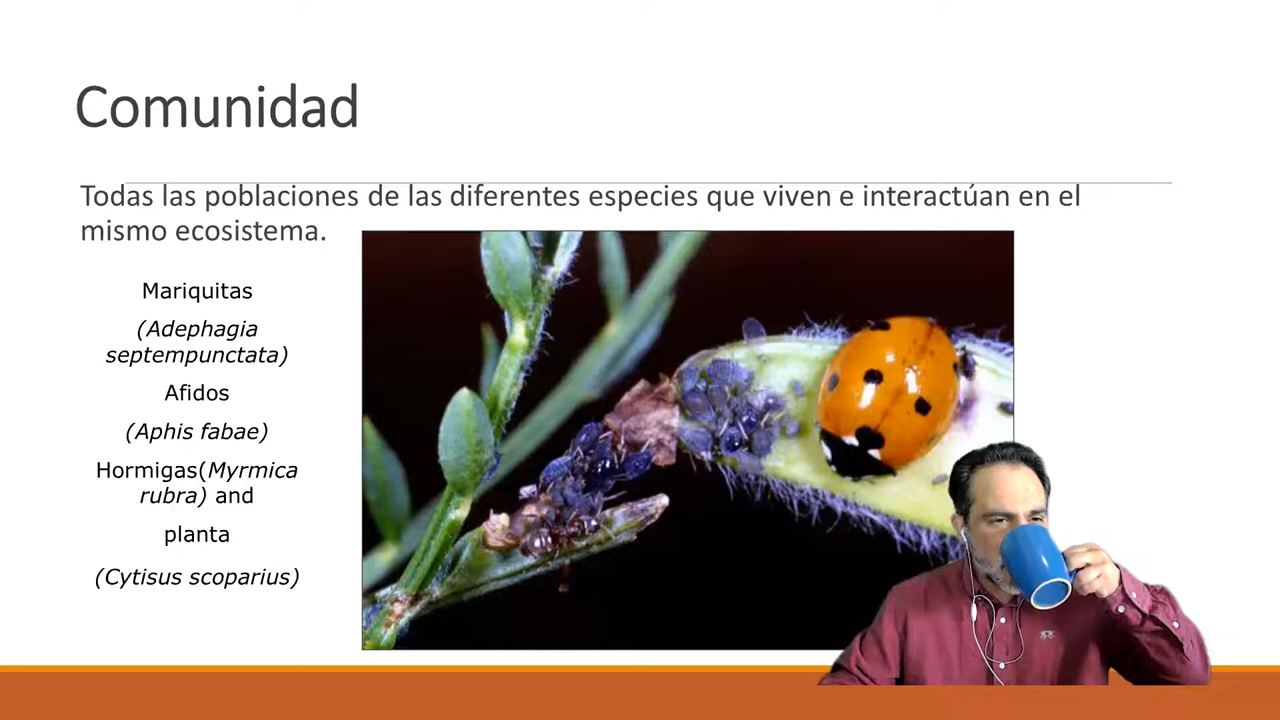 Comunidad
Todas las poblaciones de las diferentes especies que viven e interactúan en el
mismo ecosistema.
Mariquitas
(Adephagia
septempunctata)
Afidos
(Aphis fabae)
Hormigas(Myrmica
rubra) and
planta
(Cytisus scoparius)